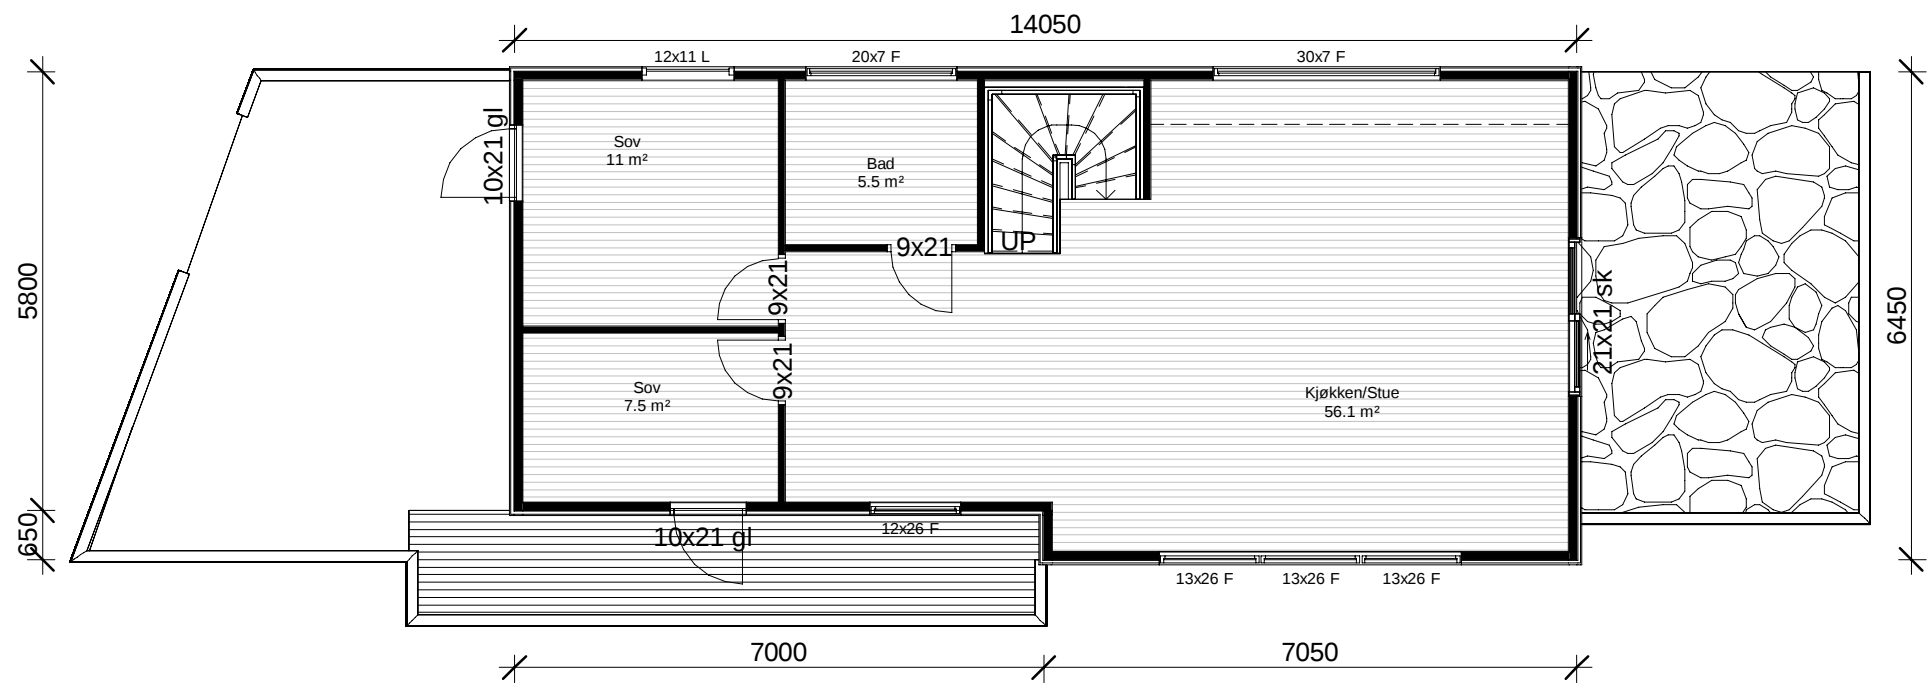 14050
12x11 L
20x7 F
30x7 F
10x21 gl
Sov
11 m²
Bad
5.5 m²
9x21
UP
9x21
5800
21x21 sk
6450
9x21
Sov
7.5 m²
Kjøkken/Stue
56.1 m²
650
10x21 gl
12x26 F
13x26 F
13x26 F
13x26 F
7000
7050